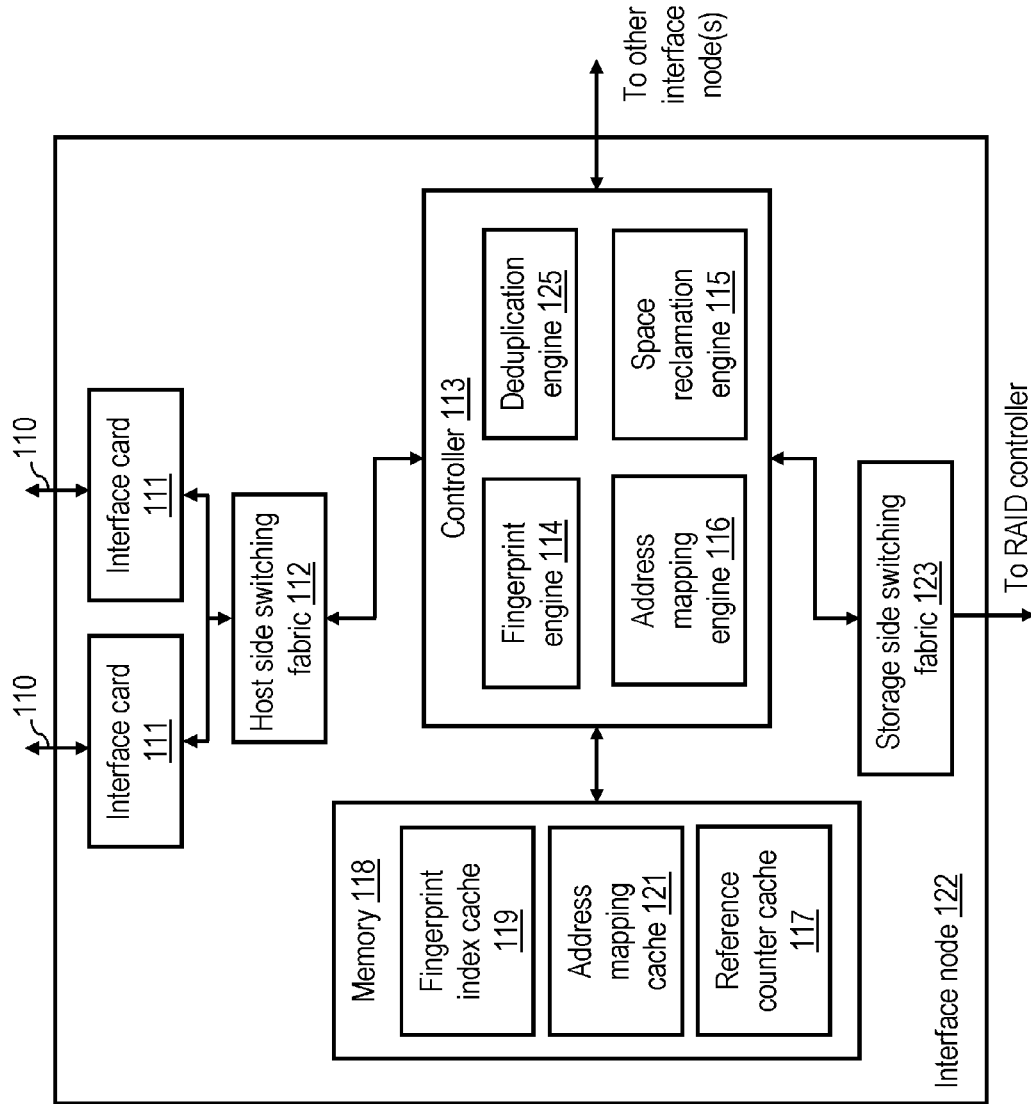 110
110
Interface card
111
Interface card
111
Host side switching
fabric 112
Memory 118
Fingerprint
index cache
119
Address
mapping
cache 121
Reference
counter cache
117
Controller 113
Fingerprint
engine 114
Deduplication
engine 125
Address
mapping
engine 116
Space
reclamation
engine 115
To other
interface
node(s)
Storage side switching
fabric 123
Interface node 122
To RAID controller